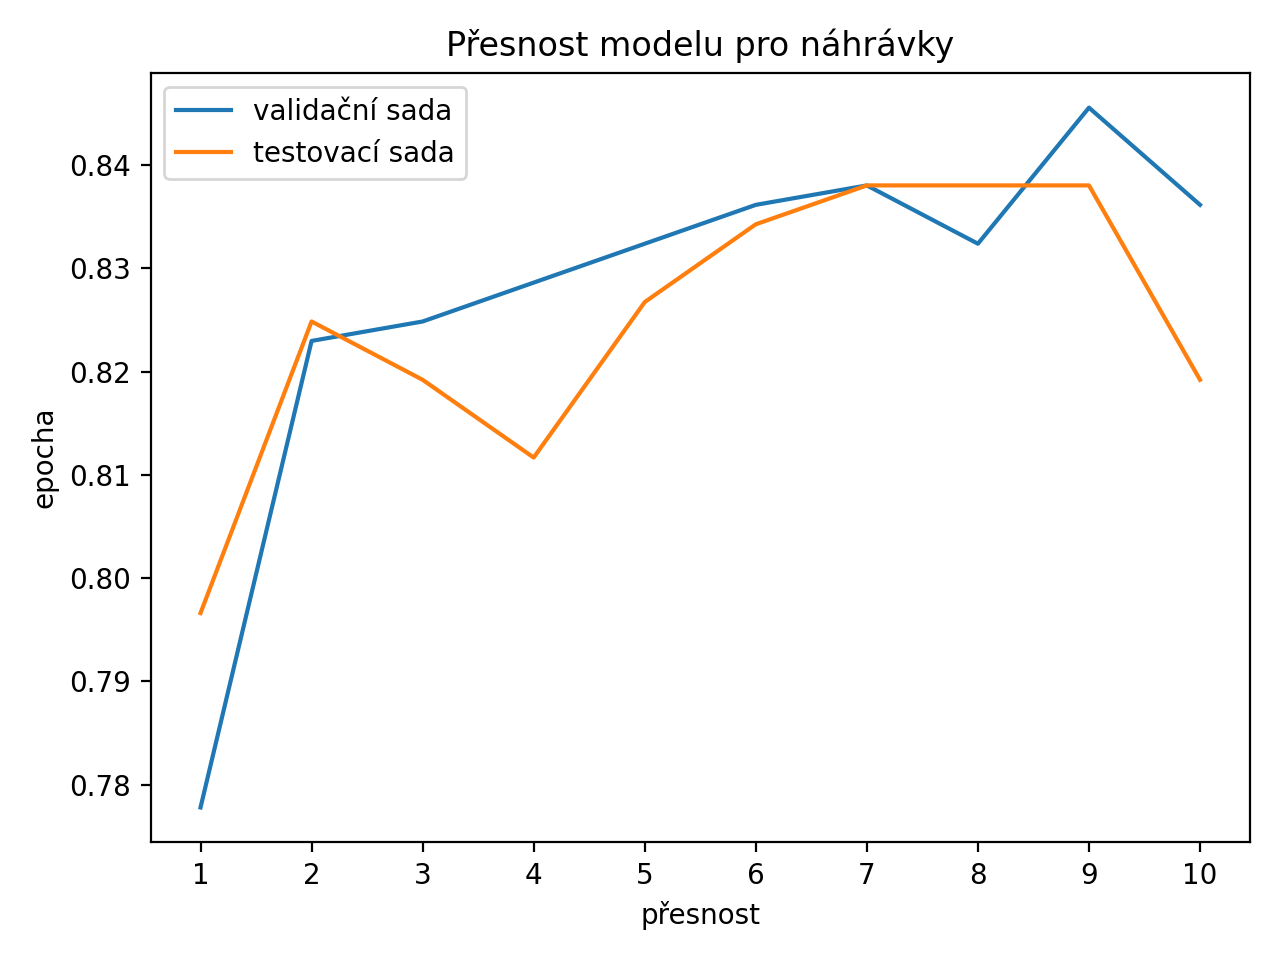 Přesnost modelu pro náhrávky
validační sada
testovací sada
0.84
0.83
0.82
0.81
0.80
0.79
0.78
epocha
1 2 3 4 5 6 7 8 9 10
přesnost